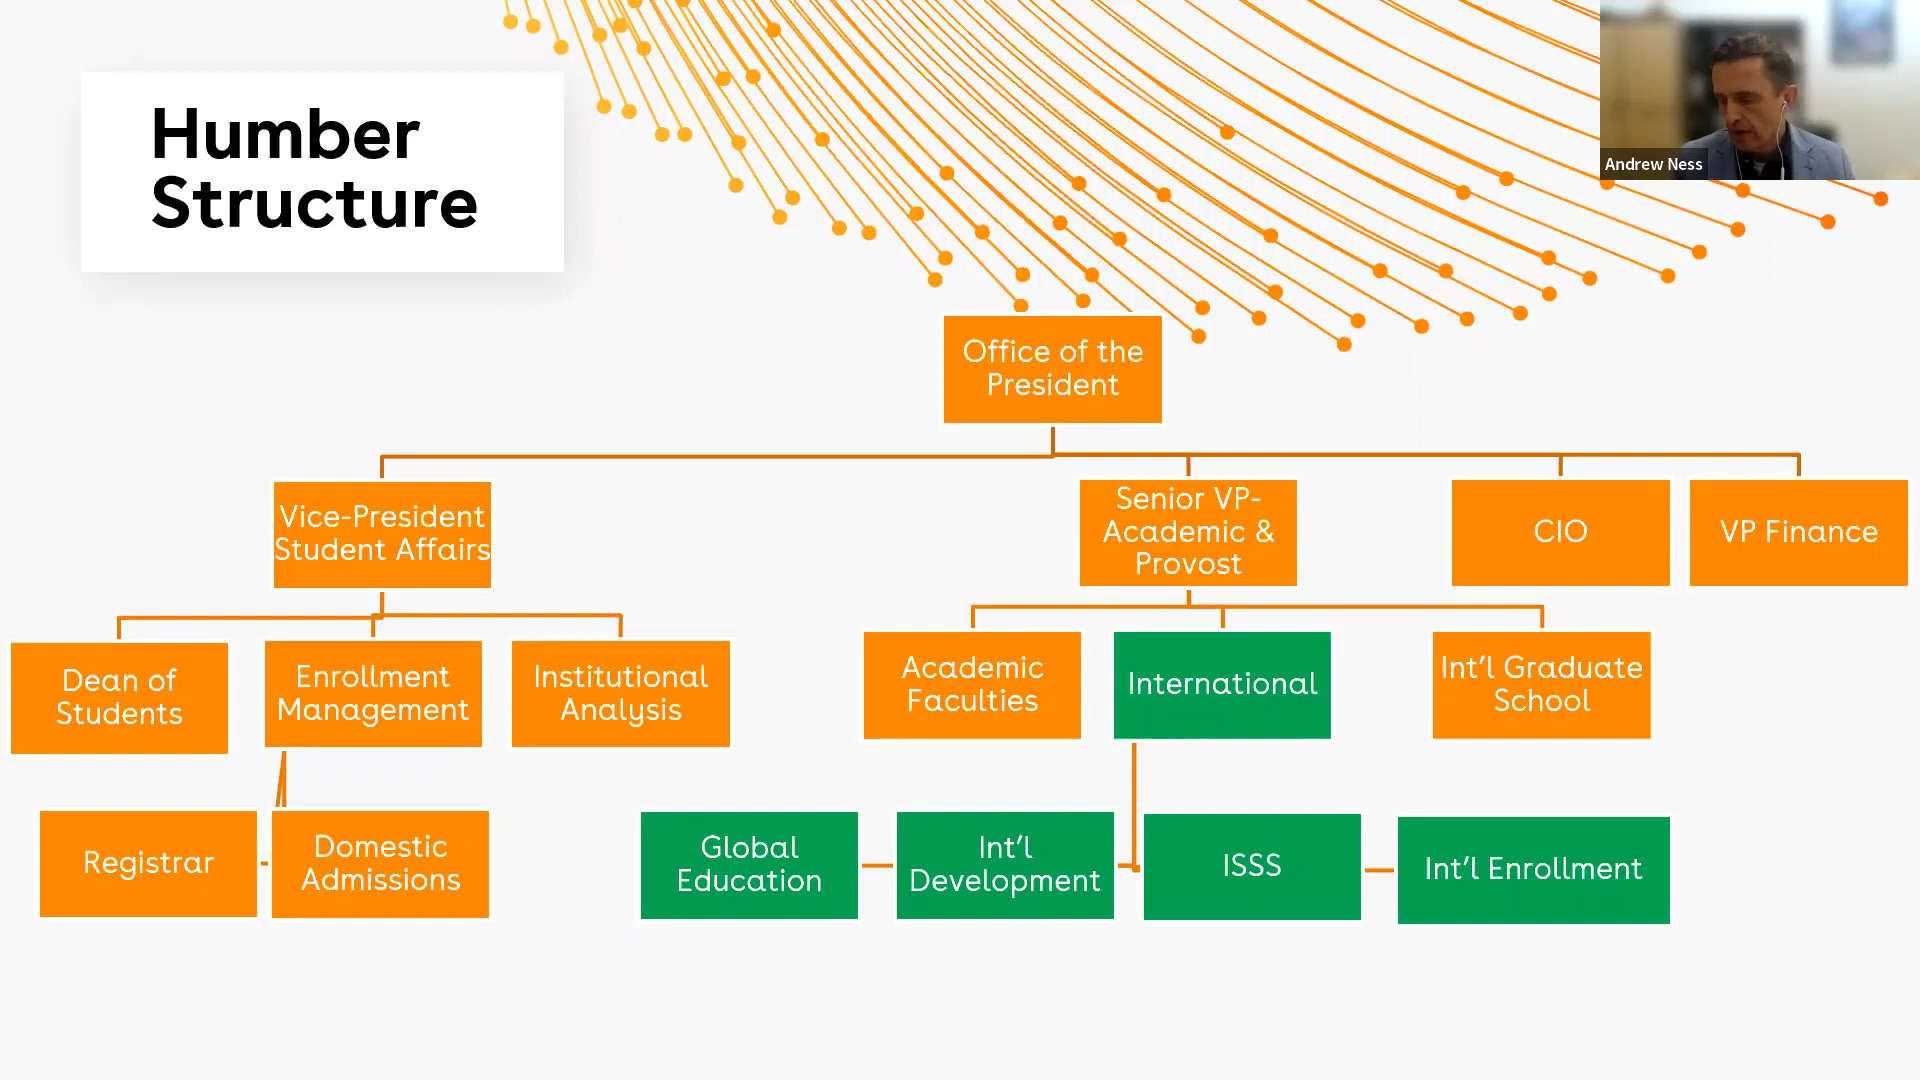 Humber
Structure
Andrew Ness
Office of the
President
Vice-President
Student Affairs
Senior VP-
Academic &
Provost
CIO
VP Finance
Dean of
Students
Enrollment
Management
Institutional
Analysis
Academic
Faculties
International
Int’l Graduate
School
Registrar
Domestic
Admissions
Global
Education
Int’l
Development
ISSS
Int’l Enrollment